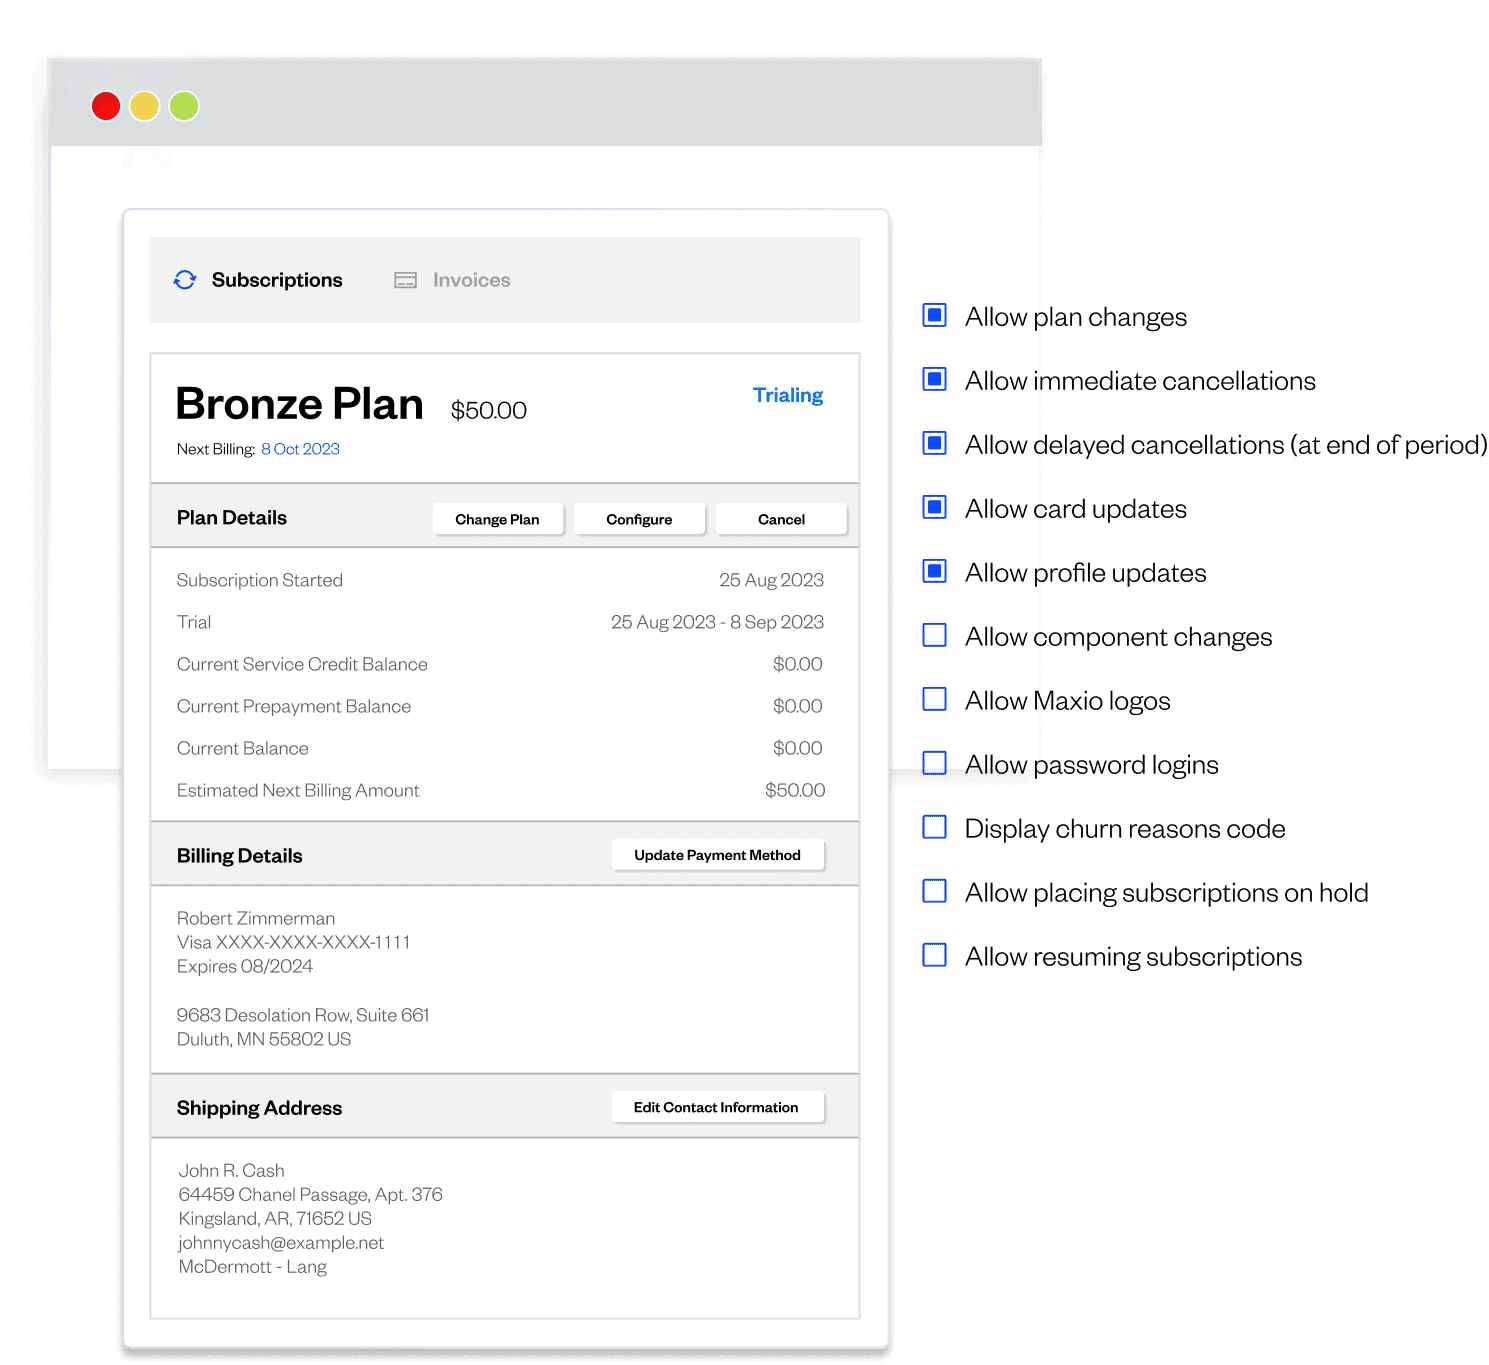 Subscriptions
Invoices
Bronze Plan $50.00
Trialing
Next Billing: 8 Oct 2023
Plan Details
Change Plan
Configure
Cancel
Subscription Started 25 Aug 2023
Trial 25 Aug 2023 - 8 Sep 2023
Current Service Credit Balance $0.00
Current Prepayment Balance $0.00
Current Balance $0.00
Estimated Next Billing Amount $50.00
Billing Details
Update Payment Method
Robert Zimmerman
Visa XXXX-XXXX-XXXX-1111
Expires 08/2024
9683 Desolation Row, Suite 661
Duluth, MN 55802 US
Shipping Address
Edit Contact Information
John R. Cash
64459 Chanel Passage, Apt. 376
Kingsland, AR, 71652 US
johnnycash@example.net
McDermott - Lang
Allow plan changes
Allow immediate cancellations
Allow delayed cancellations (at end of period)
Allow card updates
Allow profile updates
Allow component changes
Allow Maxio logos
Allow password logins
Display churn reasons code
Allow placing subscriptions on hold
Allow resuming subscriptions